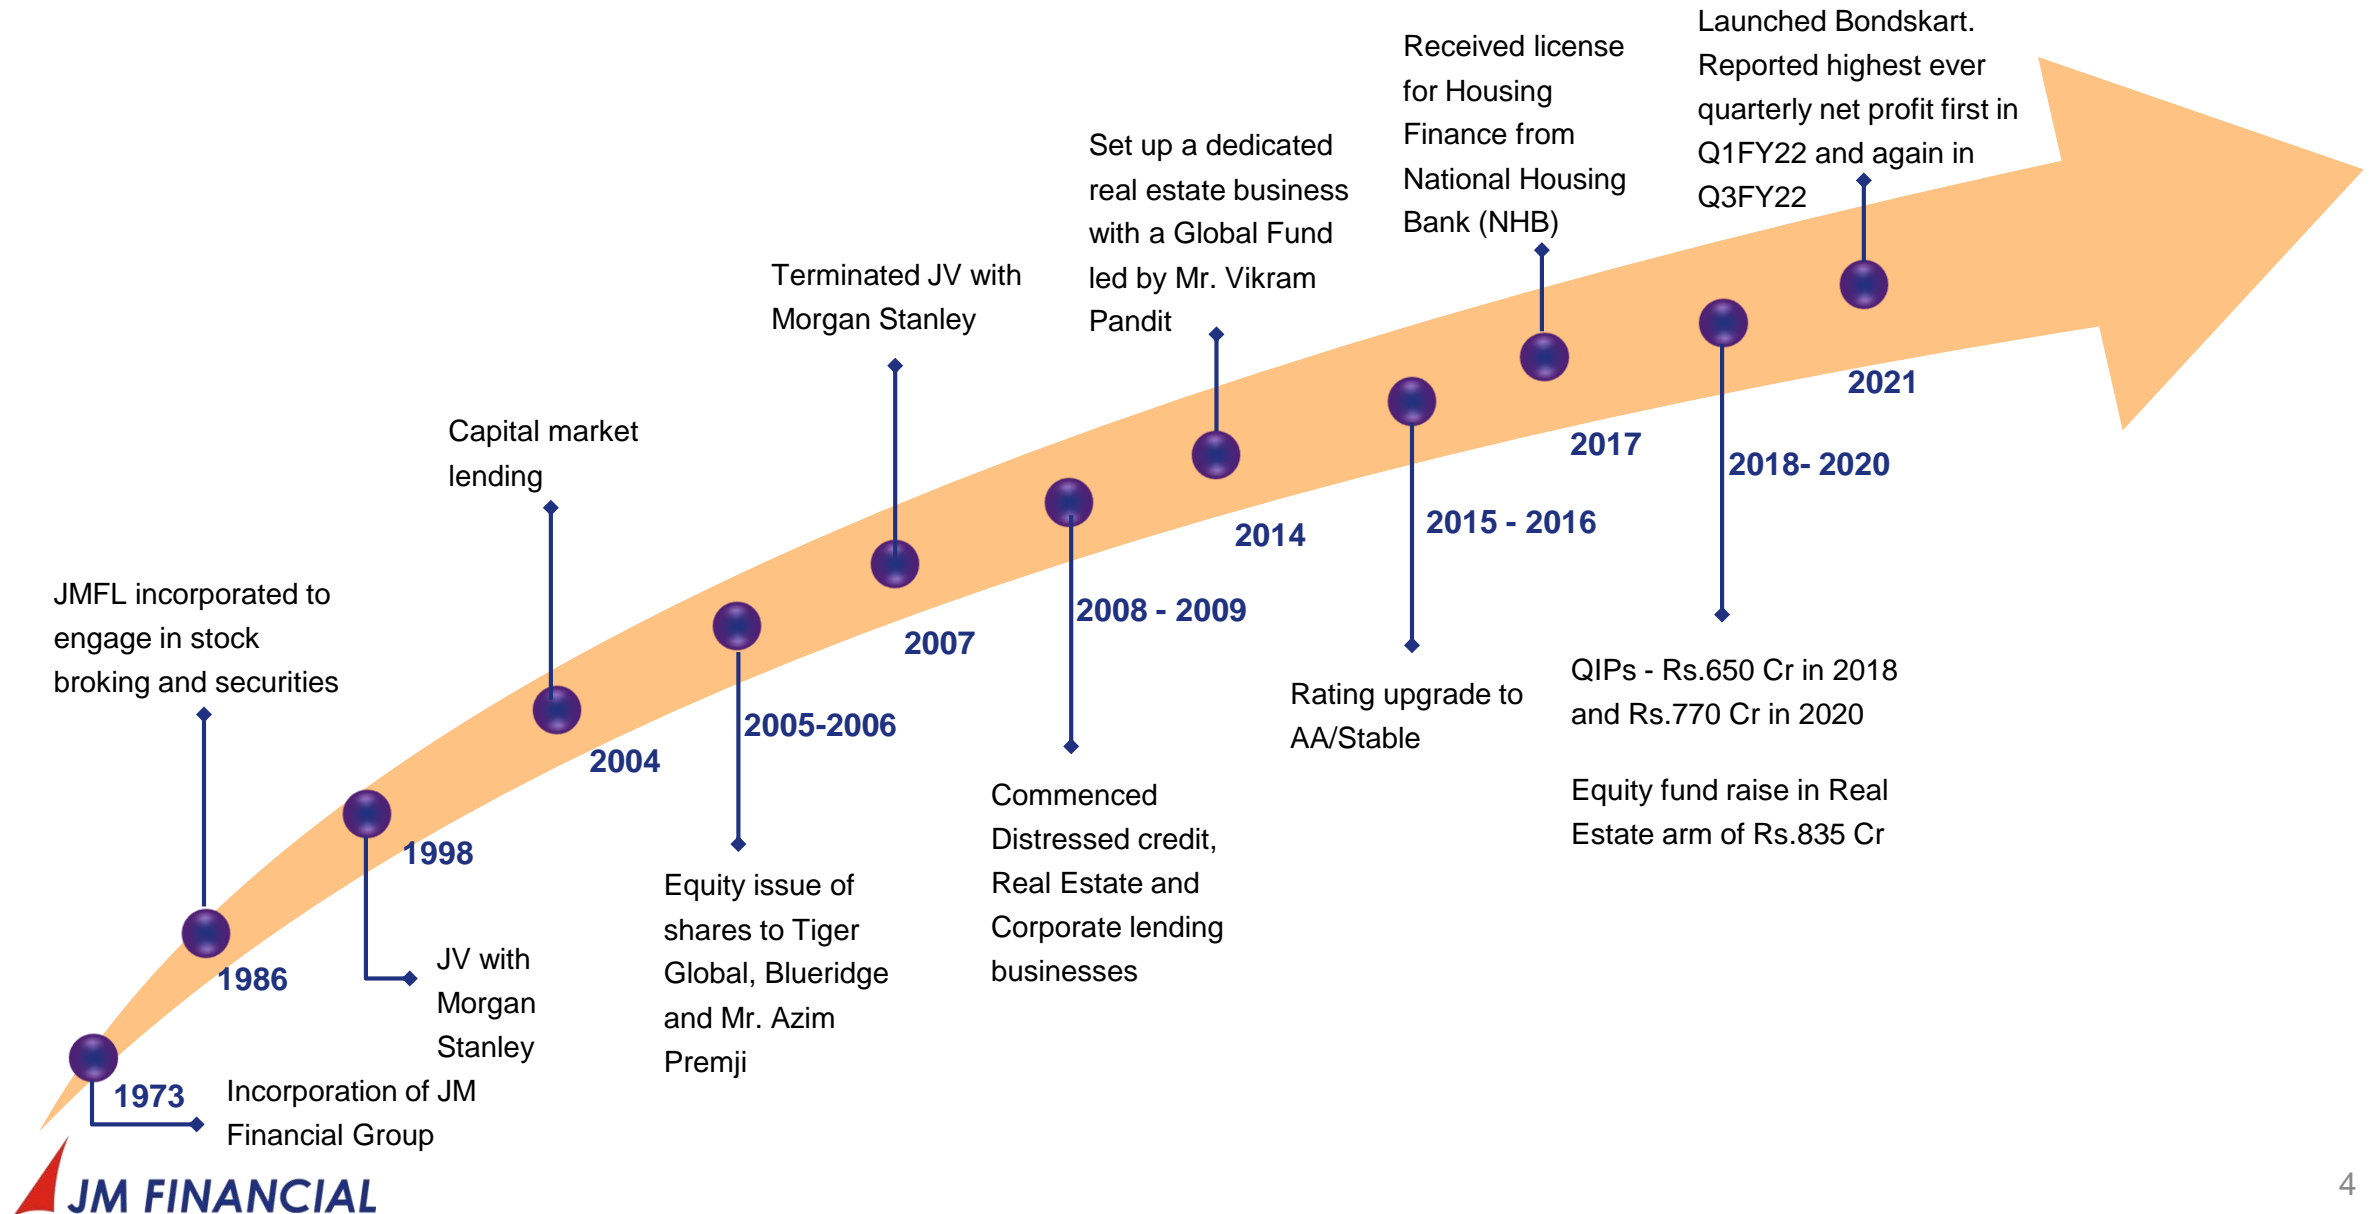 Launched Bondskart.
Reported highest ever
quarterly net profit first in
Q1FY22 and again in
Q3FY22
2021
Received license
for Housing
Finance from
National Housing
Bank (NHB)
2017
2018- 2020
QIPs - Rs.650 Cr in 2018
and Rs.770 Cr in 2020
Equity fund raise in Real
Estate arm of Rs.835 Cr
Set up a dedicated
real estate business
with a Global Fund
led by Mr. Vikram
Pandit
2014
2015 - 2016
Rating upgrade to
AA/Stable
Terminated JV with
Morgan Stanley
2007
2008 - 2009
Commenced
Distressed credit,
Real Estate and
Corporate lending
businesses
Capital market
lending
2004
2005-2006
Equity issue of
shares to Tiger
Global, Blueridge
and Mr. Azim
Premji
JMFL incorporated to
engage in stock
broking and securities
1986
1998
JV with
Morgan
Stanley
1973
Incorporation of JM
Financial Group
JM FINANCIAL
4